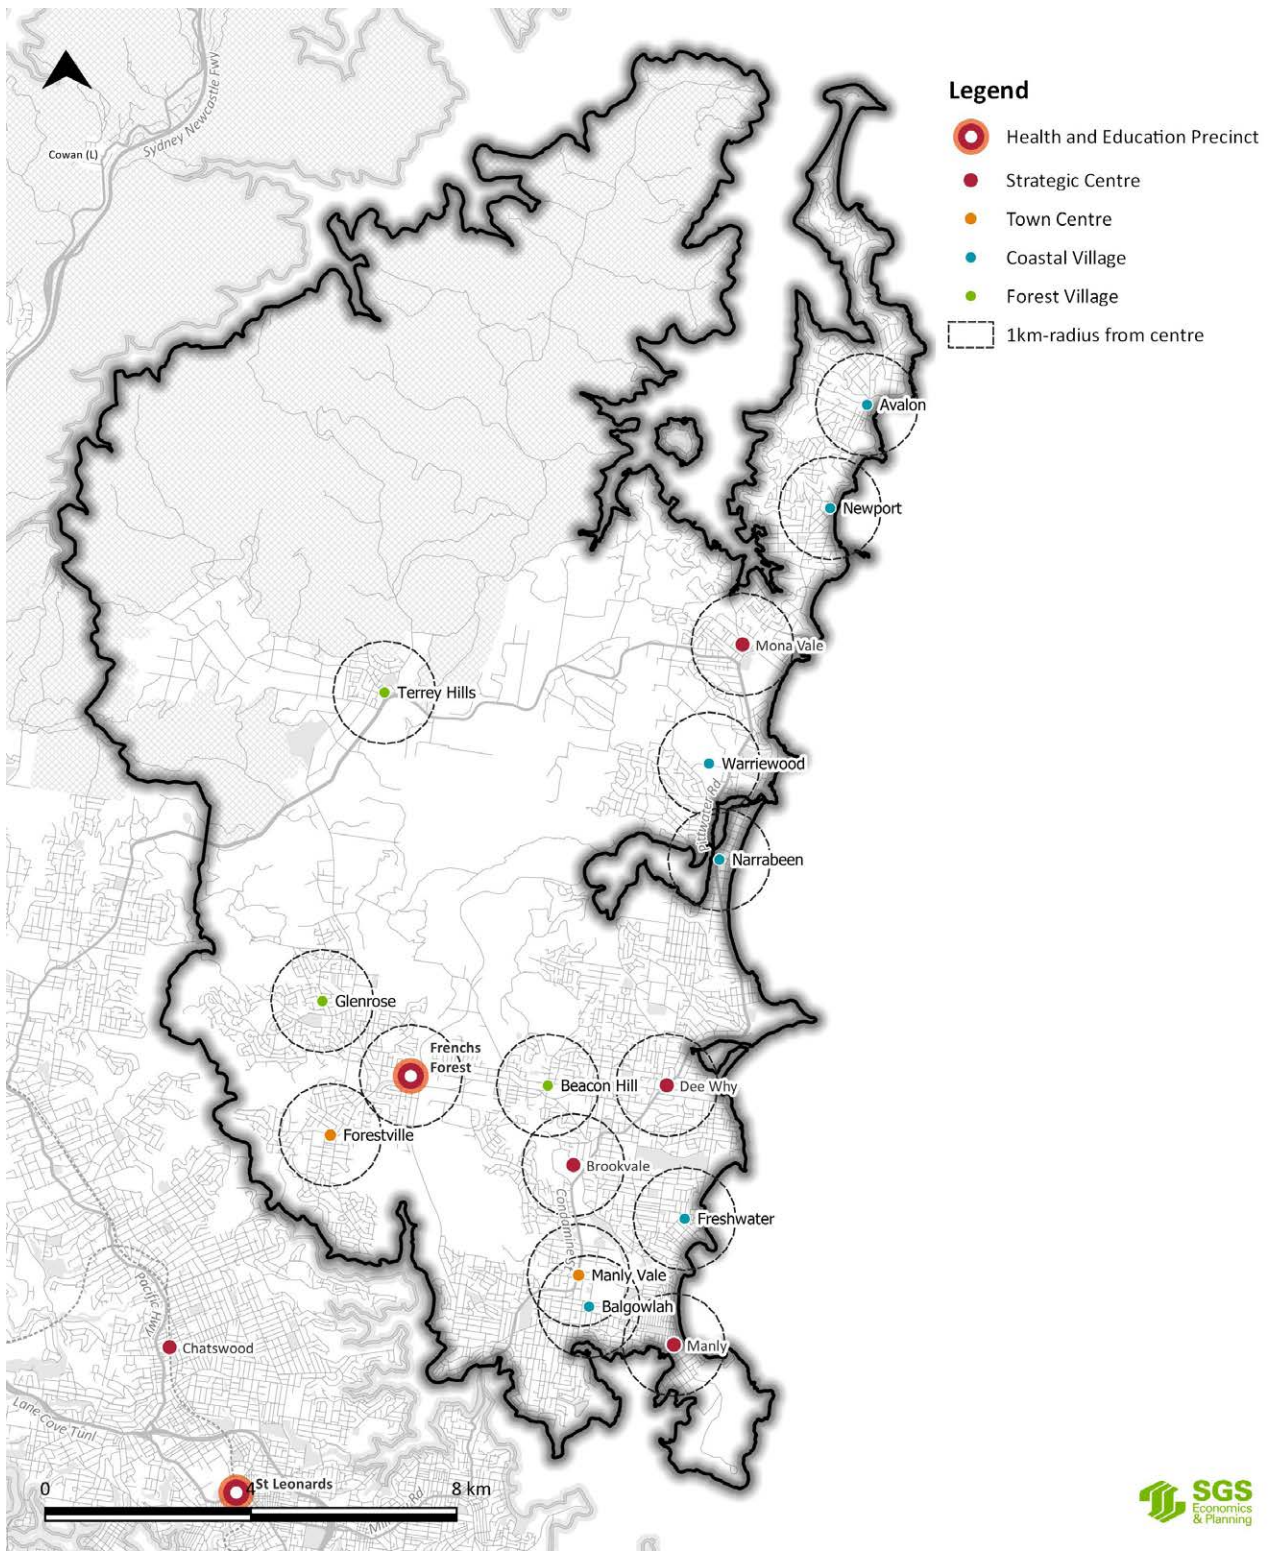 Legend
Health and Education Precinct
Strategic Centre
Town Centre
Coastal Village
Forest Village
1km-radius from centre
Sydney Newcastle Fwy
Cowan (L)
Avalon
Newport
Mona Vale
Terrey Hills
Warriewood
Pittwater Rd
Narrabeen
Glenrose
Frenchs
Forest
Beacon Hill
Dee Why
Forestville
Brookvale
Condamine St
Freshwater
Manly Vale
Balgowlah
Manly
Pacific Hwy
Chatswood
Lane Cove Tunl
St Leonards
0
4
8 km
SGS
Economics
& Planning